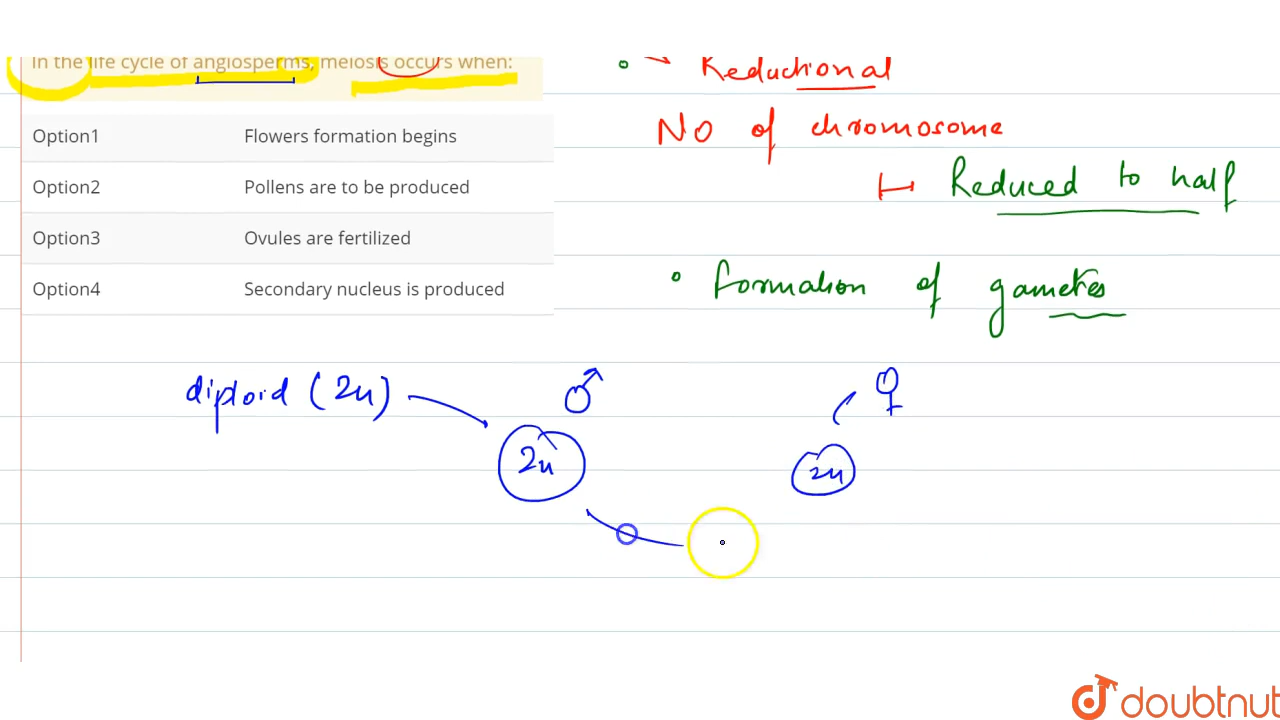 In the life cycle of angiosperms, meiosis occurs when:
Option1 Flowers formation begins
Option2 Pollens are to be produced
Option3 Ovules are fertilized
Option4 Secondary nucleus is produced
Reductional
No of chromosome
Reduced to half
formation of gametes
diploid (2n)
♂ ♀
2n 2n
doubtnut